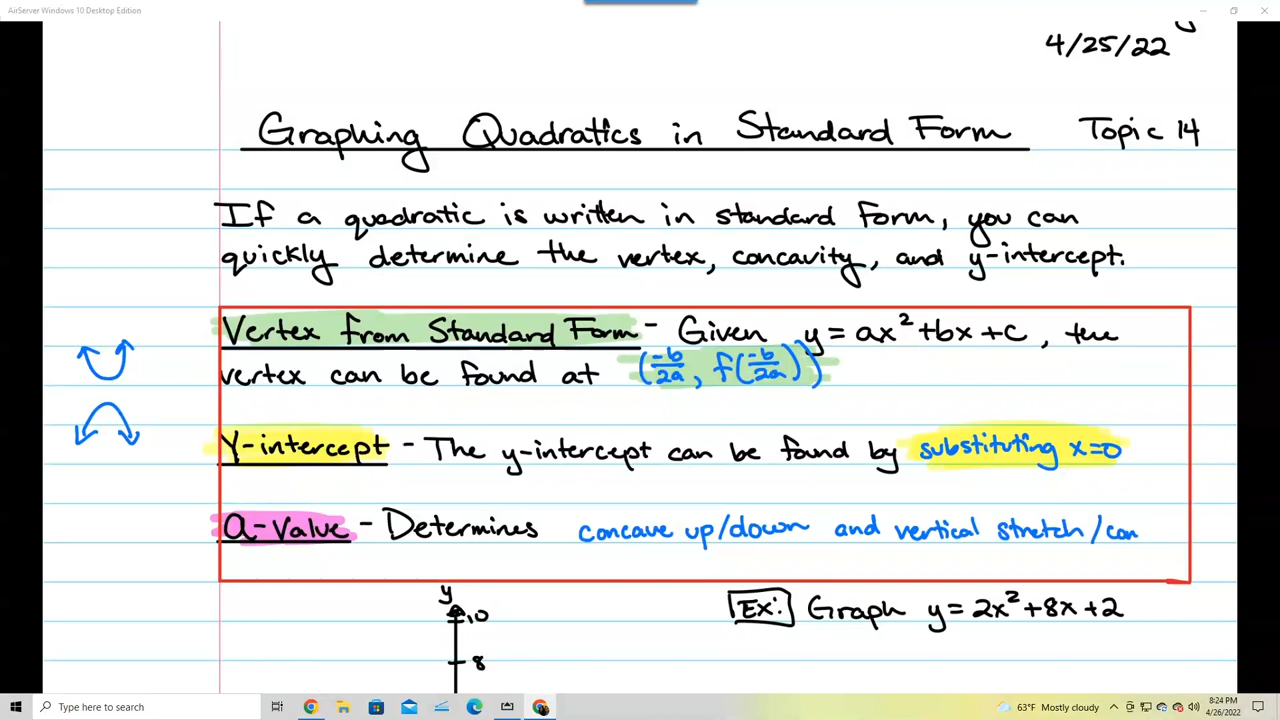 AirServer Windows 10 Desktop Edition
4/25/22
Graphing Quadratics in Standard Form Topic 14
If a quadratic is written in standard form, you can
quickly determine the vertex, concavity, and y-intercept.
Vertex from Standard Form - Given y = ax² + bx + c, the
vertex can be found at (-b/2a, f(-b/2a))
Y-intercept - The y-intercept can be found by substituting x=0
a-Value - Determines concave up/down and vertical stretch/com
y
10
Ex: Graph y = 2x² + 8x + 2
8
Type here to search
63°F Mostly cloudy
8:24 PM
4/26/2022